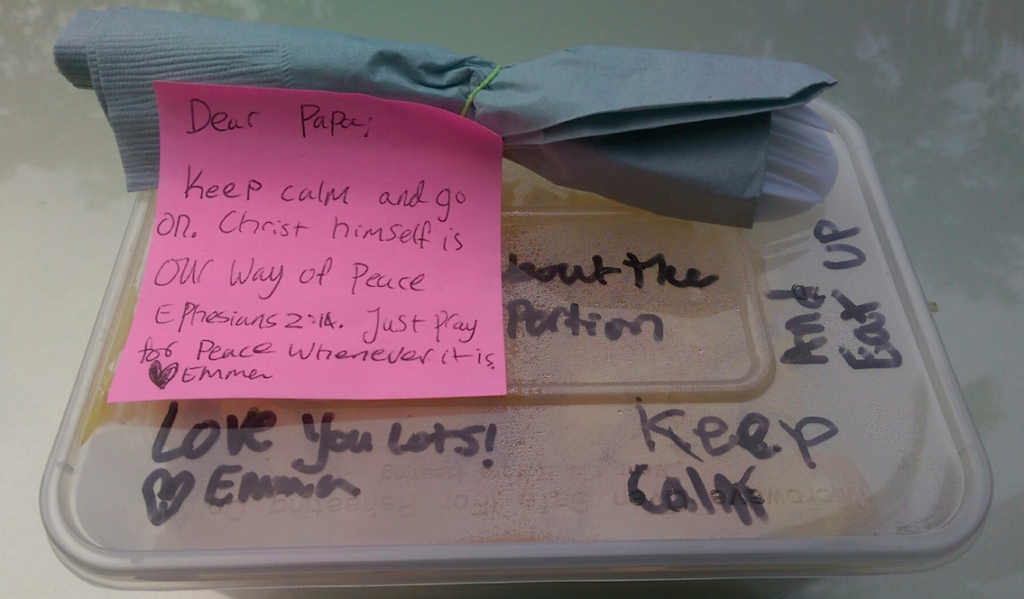 Dear Papa,
Keep calm and go
on. Christ himself is
our way of Peace
Ephesians 2:14. Just pray
for Peace whenever it is.
Emma
the
Portion
And
Eat UP
Love You Lots!
Emma
Keep
Calm